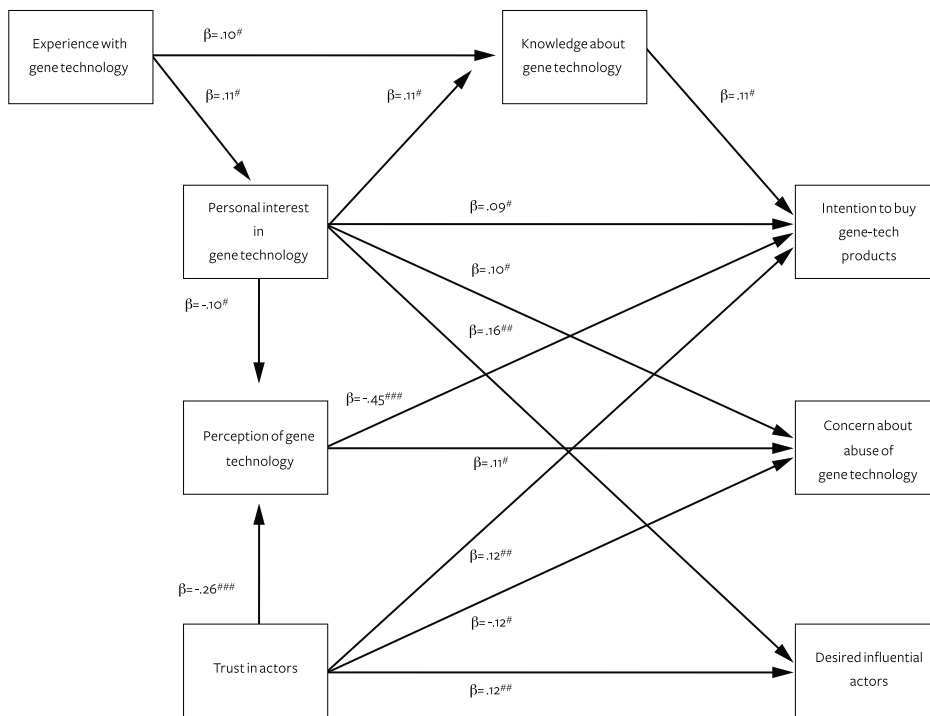 Experience with
gene technology
β= .10#
Knowledge about
gene technology
β= .11#
β= .11#
β= .11#
Personal interest
in
gene technology
β= .09#
Intention to buy
gene-tech
products
β= .10#
β= -.10#
β= .16##
β= -.45###
Perception of gene
technology
β= .11#
Concern about
abuse of
gene technology
β= .12##
β= -.26###
β= -.12#
Trust in actors
β= .12##
Desired influential
actors